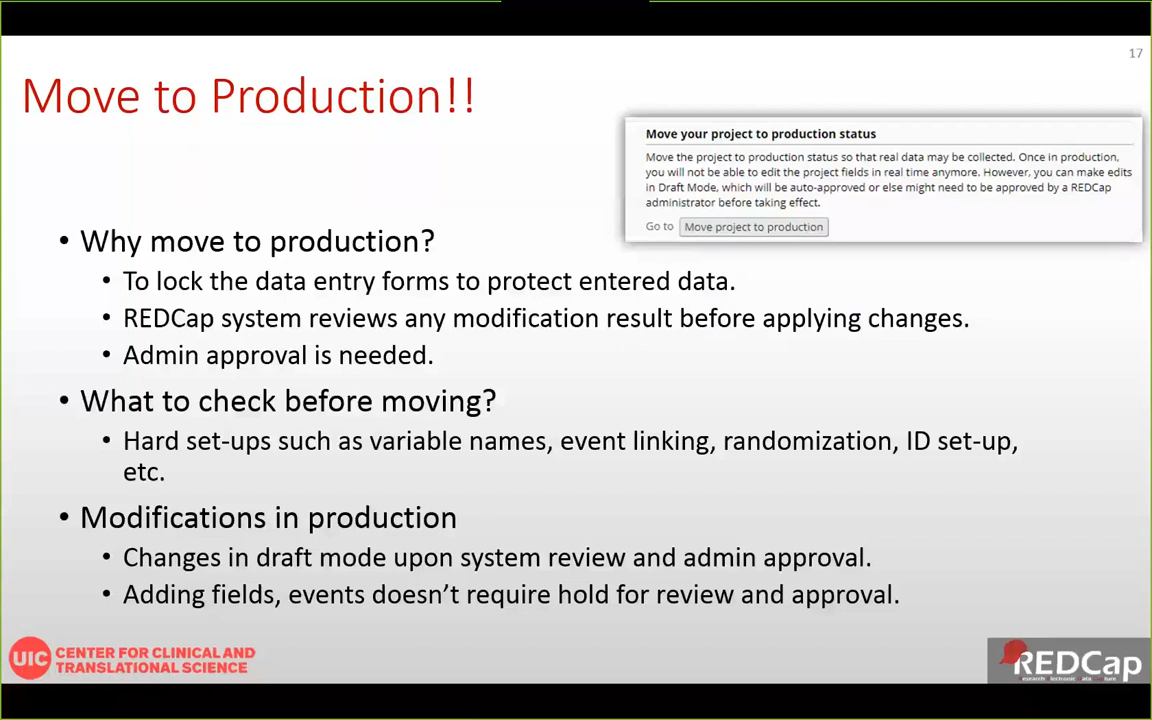 17
Move to Production!!
Move your project to production status
Move the project to production status so that real data may be collected. Once in production,
you will not be able to edit the project fields in real time anymore. However, you can make edits
in Draft Mode, which will be auto-approved or else might need to be approved by a REDCap
administrator before taking effect.
Go to Move project to production
• Why move to production?
• To lock the data entry forms to protect entered data.
• REDCap system reviews any modification result before applying changes.
• Admin approval is needed.
• What to check before moving?
• Hard set-ups such as variable names, event linking, randomization, ID set-up,
etc.
• Modifications in production
• Changes in draft mode upon system review and admin approval.
• Adding fields, events doesn't require hold for review and approval.
UIC CENTER FOR CLINICAL AND
TRANSLATIONAL SCIENCE
REDCap